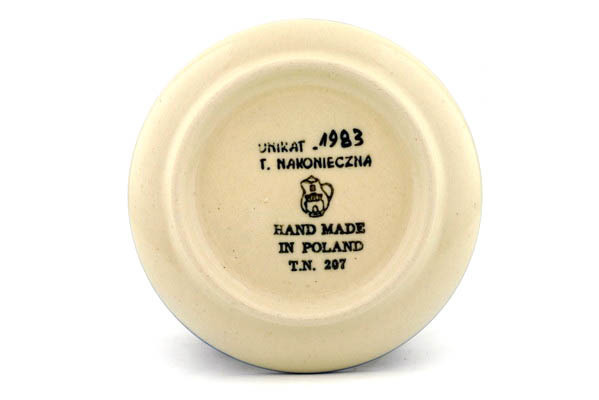 UNIKAT 1983
T. NAKONIECZNA
HAND MADE
IN POLAND
T.N. 207